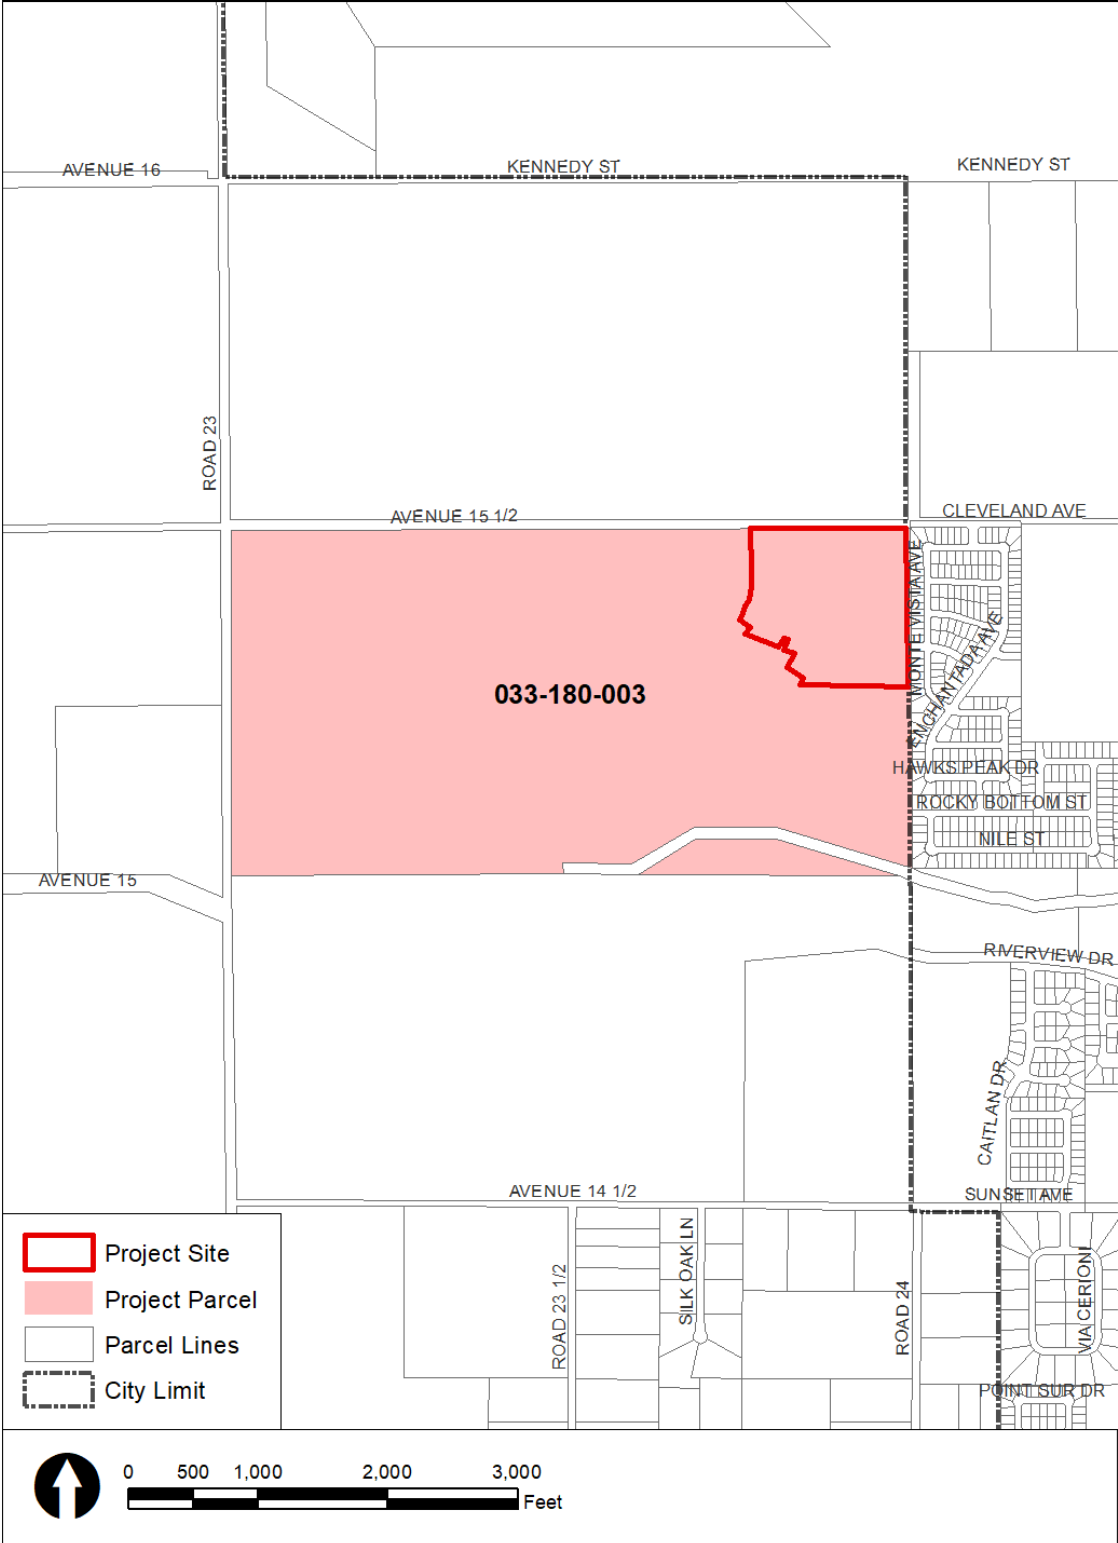 AVENUE 16
KENNEDY ST
KENNEDY ST
ROAD 23
AVENUE 15 1/2
CLEVELAND AVE
MONTE VISTA AVE
ENCHANTADA AVE
033-180-003
HAWKS PEAK DR
ROCKY BOTTOM ST
NILE ST
AVENUE 15
RIVERVIEW DR
CAITLAN DR
AVENUE 14 1/2
SUNSET AVE
ROAD 23 1/2
SILK OAK LN
ROAD 24
VIA CERIONI
POINT SUR DR
Project Site
Project Parcel
Parcel Lines
City Limit
0 500 1,000 2,000 3,000
Feet